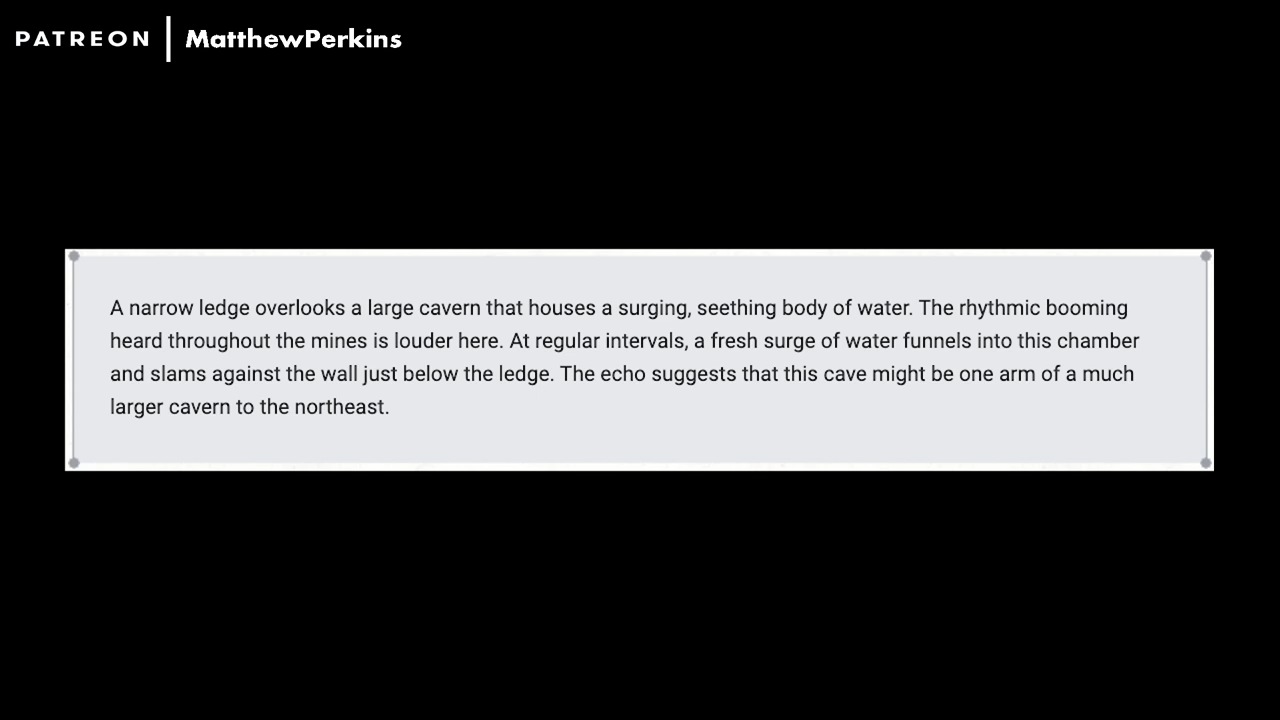 PATREON | MatthewPerkins
A narrow ledge overlooks a large cavern that houses a surging, seething body of water. The rhythmic booming
heard throughout the mines is louder here. At regular intervals, a fresh surge of water funnels into this chamber
and slams against the wall just below the ledge. The echo suggests that this cave might be one arm of a much
larger cavern to the northeast.